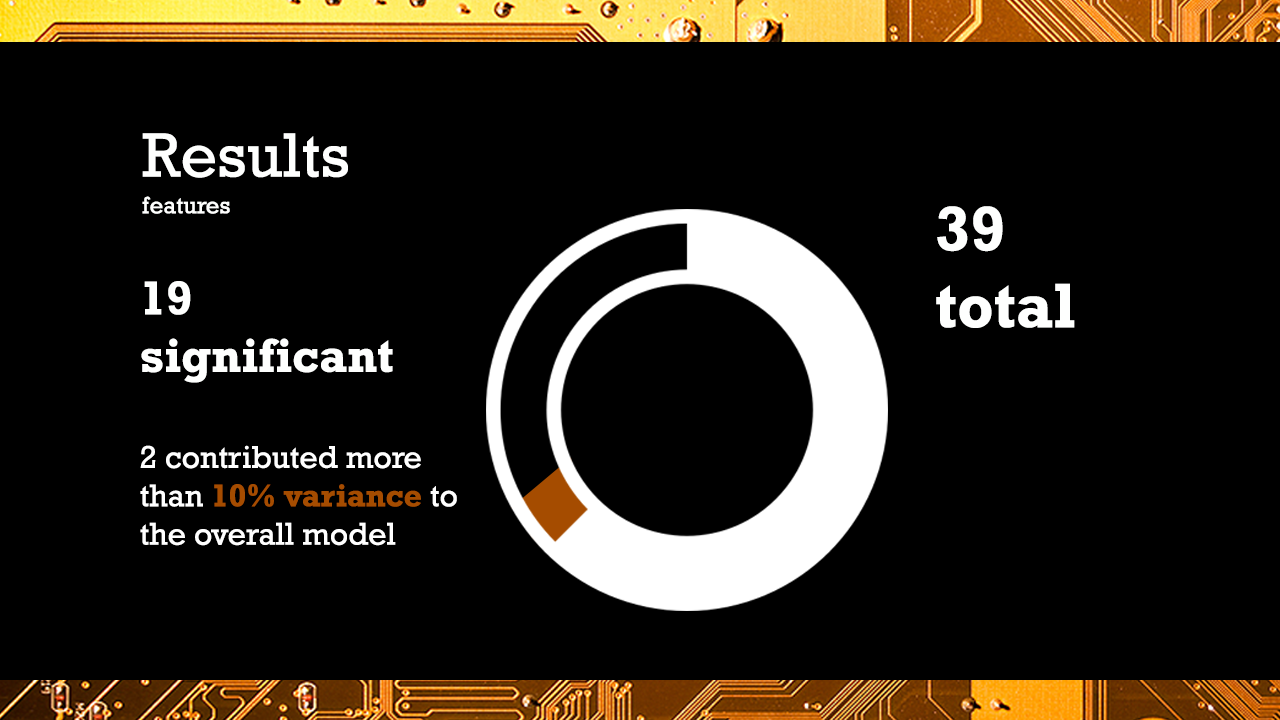 Results
features
19
significant
2 contributed more
than 10% variance to
the overall model
39
total